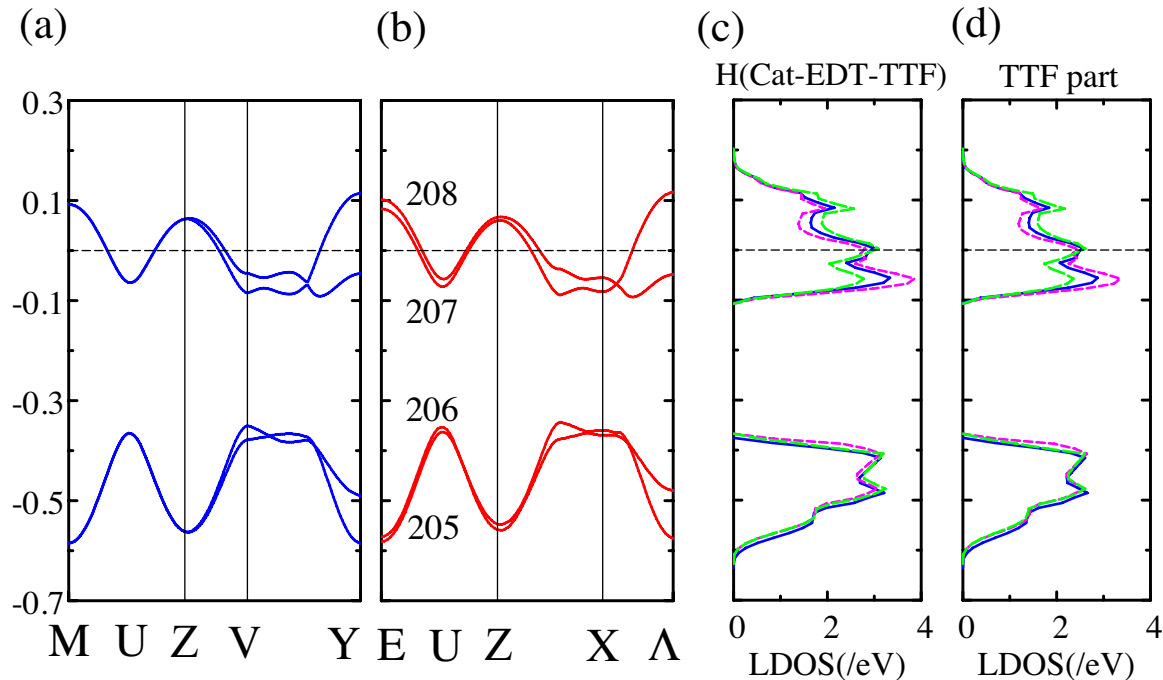 (a)
(b)
(c)
(d)
H(Cat-EDT-TTF)
TTF part
0.3
0.1
-0.1
-0.3
-0.5
-0.7
208
207
206
205
M U Z V Y
E U Z X Λ
0 2 4
0 2 4
LDOS(/eV)
LDOS(/eV)